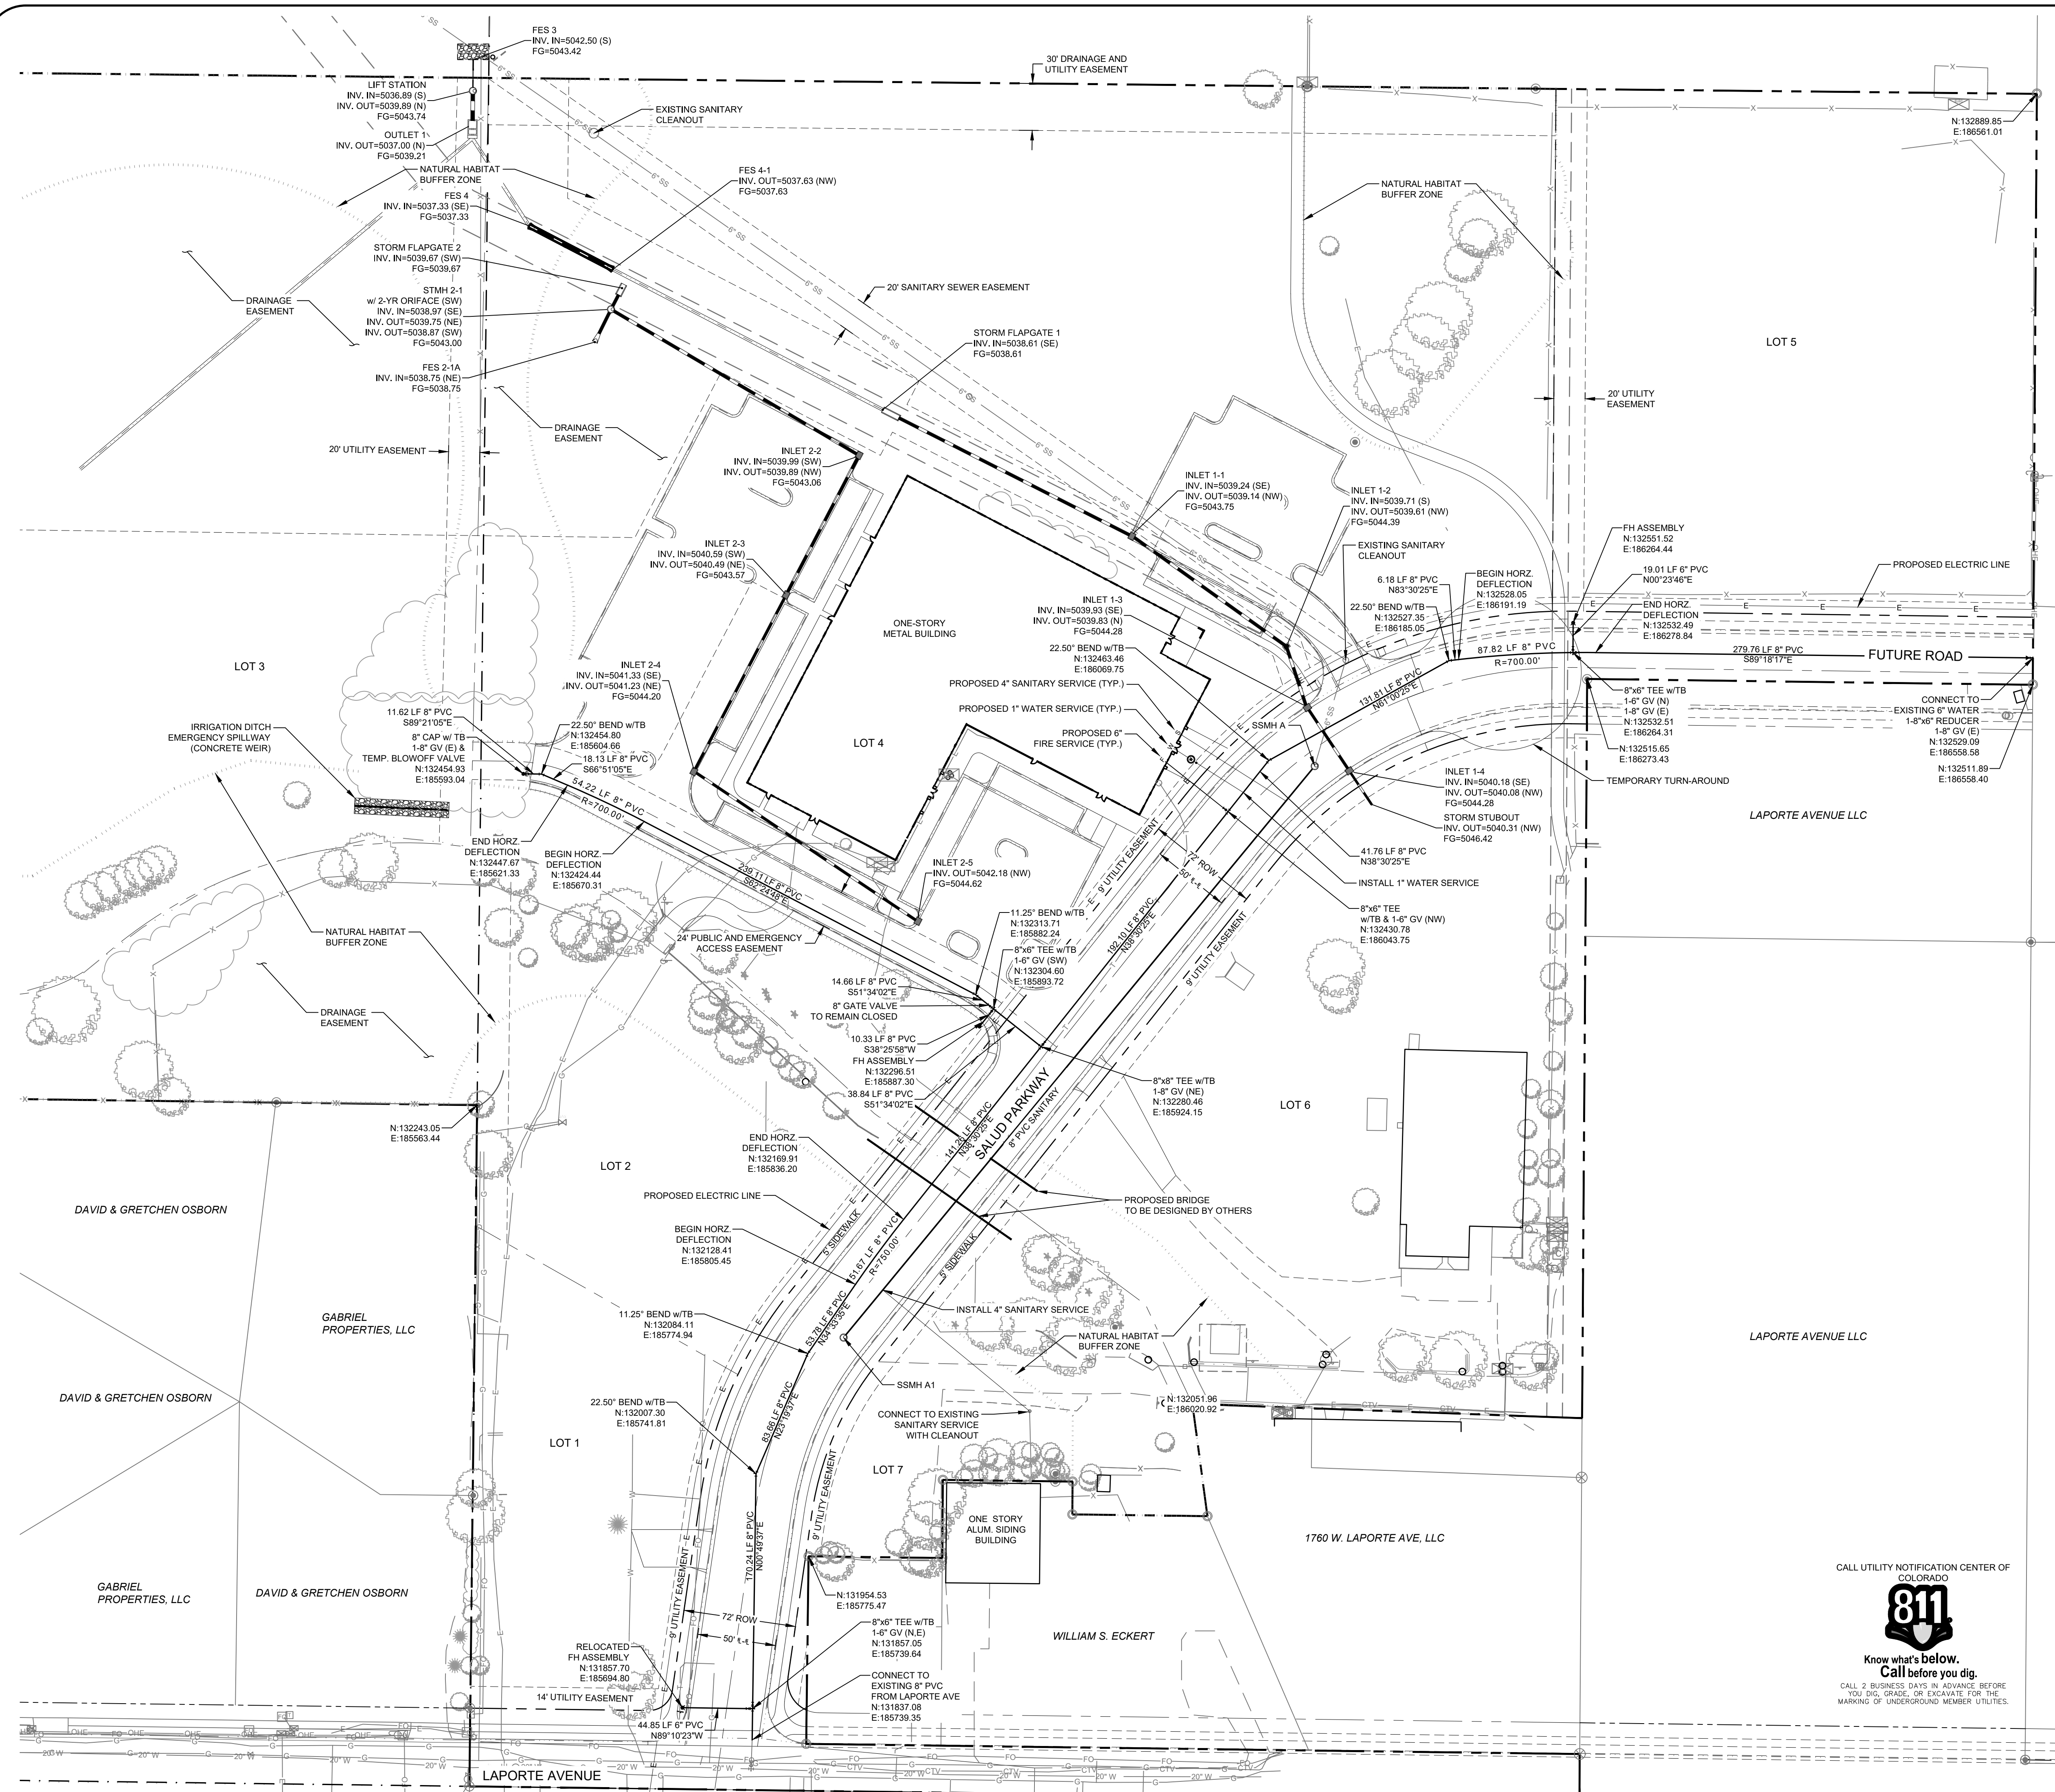 FES 3
INV. IN=5042.50 (S)
FG=5043.42
30' DRAINAGE AND
UTILITY EASEMENT
LIFT STATION
INV. IN=5036.89 (S)
INV. OUT=5039.89 (N)
FG=5043.74
EXISTING SANITARY
CLEANOUT
N:132889.85
E:186561.01
OUTLET 1
INV. OUT=5037.00 (N)
FG=5039.21
NATURAL HABITAT
BUFFER ZONE
FES 4-1
INV. OUT=5037.63 (NW)
FG=5037.63
NATURAL HABITAT
BUFFER ZONE
FES 4
INV. IN=5037.33 (SE)
FG=5037.33
STORM FLAPGATE 2
INV. IN=5039.67 (SW)
FG=5039.67
DRAINAGE
EASEMENT
STMH 2-1
w/ 2-YR ORIFACE (SW)
INV. IN=5038.97 (SE)
INV. OUT=5039.75 (NE)
INV. OUT=5038.87 (SW)
FG=5043.00
20' SANITARY SEWER EASEMENT
STORM FLAPGATE 1
INV. IN=5038.61 (SE)
FG=5038.61
LOT 5
FES 2-1A
INV. IN=5038.75 (NE)
FG=5038.75
20' UTILITY
EASEMENT
DRAINAGE
EASEMENT
20' UTILITY EASEMENT
INLET 2-2
INV. IN=5039.99 (SW)
INV. OUT=5039.89 (NW)
FG=5043.06
INLET 1-1
INV. IN=5039.24 (SE)
INV. OUT=5039.14 (NW)
FG=5043.75
INLET 1-2
INV. IN=5039.71 (S)
INV. OUT=5039.61 (NW)
FG=5044.39
FH ASSEMBLY
N:132551.52
E:186264.44
INLET 2-3
INV. IN=5040.59 (SW)
INV. OUT=5040.49 (NE)
FG=5043.57
EXISTING SANITARY
CLEANOUT
19.01 LF 6" PVC
N00°23'46"E
PROPOSED ELECTRIC LINE
6.18 LF 8" PVC
N83°30'25"E
BEGIN HORZ.
DEFLECTION
N:132528.05
E:186191.19
22.50° BEND w/TB
N:132527.35
E:186185.05
END HORZ.
DEFLECTION
N:132532.49
E:186278.84
INLET 1-3
INV. IN=5039.93 (SE)
INV. OUT=5039.83 (N)
FG=5044.28
ONE-STORY
METAL BUILDING
22.50° BEND w/TB
N:132463.46
E:186069.75
87.82 LF 8" PVC
R=700.00'
279.76 LF 8" PVC
S89°18'17"E
FUTURE ROAD
LOT 3
INLET 2-4
INV. IN=5041.33 (SE)
INV. OUT=5041.23 (NE)
FG=5044.20
PROPOSED 4" SANITARY SERVICE (TYP.)
PROPOSED 1" WATER SERVICE (TYP.)
PROPOSED 6"
FIRE SERVICE (TYP.)
131.81 LF 8" PVC
N61°00'25"E
SSMH A
8"x6" TEE w/TB
1-6" GV (N)
1-8" GV (E)
N:132532.51
E:186264.31
CONNECT TO
EXISTING 6" WATER
1-8"x6" REDUCER
1-8" GV (E)
N:132529.09
E:186558.58
11.62 LF 8" PVC
S89°21'05"E
IRRIGATION DITCH
EMERGENCY SPILLWAY
(CONCRETE WEIR)
8" CAP w/ TB
1-8" GV (E) &
TEMP. BLOWOFF VALVE
N:132454.93
E:185593.04
22.50° BEND w/TB
N:132454.80
E:185604.66
18.13 LF 8" PVC
S66°51'05"E
LOT 4
N:132515.65
E:186273.43
N:132511.89
E:186558.40
54.22 LF 8" PVC
R=700.00'
INLET 1-4
INV. IN=5040.18 (SE)
INV. OUT=5040.08 (NW)
FG=5044.28
TEMPORARY TURN-AROUND
STORM STUBOUT
INV. OUT=5040.31 (NW)
FG=5046.42
LAPORTE AVENUE LLC
END HORZ.
DEFLECTION
N:132447.67
E:185621.33
BEGIN HORZ.
DEFLECTION
N:132424.44
E:185670.31
9' UTILITY EASEMENT
72' ROW
50' ℄-℄
41.76 LF 8" PVC
N38°30'25"E
INSTALL 1" WATER SERVICE
239.11 LF 8" PVC
S62°24'48"E
INLET 2-5
INV. OUT=5042.18 (NW)
FG=5044.62
8"x6" TEE
w/TB & 1-6" GV (NW)
N:132430.78
E:186043.75
NATURAL HABITAT
BUFFER ZONE
24' PUBLIC AND EMERGENCY
ACCESS EASEMENT
11.25° BEND w/TB
N:132313.71
E:185882.24
192.10 LF 8" PVC
N38°30'25"E
9' UTILITY EASEMENT
8"x6" TEE w/TB
1-6" GV (SW)
N:132304.60
E:185893.72
14.66 LF 8" PVC
S51°34'02"E
8" GATE VALVE
TO REMAIN CLOSED
DRAINAGE
EASEMENT
10.33 LF 8" PVC
S38°25'58"W
FH ASSEMBLY
N:132296.51
E:185887.30
38.84 LF 8" PVC
S51°34'02"E
8"x8" TEE w/TB
1-8" GV (NE)
N:132280.46
E:185924.15
LOT 6
N:132243.05
E:185563.44
141.26 LF 8" PVC
N38°30'25"E
SALUD PARKWAY
8" PVC SANITARY
END HORZ.
DEFLECTION
N:132169.91
E:185836.20
LOT 2
PROPOSED ELECTRIC LINE
PROPOSED BRIDGE
TO BE DESIGNED BY OTHERS
DAVID & GRETCHEN OSBORN
5' SIDEWALK
BEGIN HORZ.
DEFLECTION
N:132128.41
E:185805.45
51.67 LF 8" PVC
R=750.00'
5' SIDEWALK
GABRIEL
PROPERTIES, LLC
11.25° BEND w/TB
N:132084.11
E:185774.94
53.78 LF 8" PVC
N34°33'35"E
INSTALL 4" SANITARY SERVICE
NATURAL HABITAT
BUFFER ZONE
LAPORTE AVENUE LLC
DAVID & GRETCHEN OSBORN
SSMH A1
22.50° BEND w/TB
N:132007.30
E:185741.81
83.66 LF 8" PVC
N23°19'37"E
CONNECT TO EXISTING
SANITARY SERVICE
WITH CLEANOUT
N:132051.96
E:186020.92
LOT 1
LOT 7
9' UTILITY EASEMENT
ONE STORY
ALUM. SIDING
BUILDING
1760 W. LAPORTE AVE, LLC
170.24 LF 8" PVC
N00°49'37"E
GABRIEL
PROPERTIES, LLC
DAVID & GRETCHEN OSBORN
9' UTILITY EASEMENT
N:131954.53
E:185775.47
72' ROW
50' ℄-℄
8"x6" TEE w/TB
1-6" GV (N,E)
N:131857.05
E:185739.64
WILLIAM S. ECKERT
RELOCATED
FH ASSEMBLY
N:131857.70
E:185694.80
CONNECT TO
EXISTING 8" PVC
FROM LAPORTE AVE
N:131837.08
E:185739.35
14' UTILITY EASEMENT
44.85 LF 6" PVC
N89°10'23"W
LAPORTE AVENUE
CALL UTILITY NOTIFICATION CENTER OF
COLORADO
811
Know what's below.
Call before you dig.
CALL 2 BUSINESS DAYS IN ADVANCE BEFORE
YOU DIG, GRADE, OR EXCAVATE FOR THE
MARKING OF UNDERGROUND MEMBER UTILITIES.